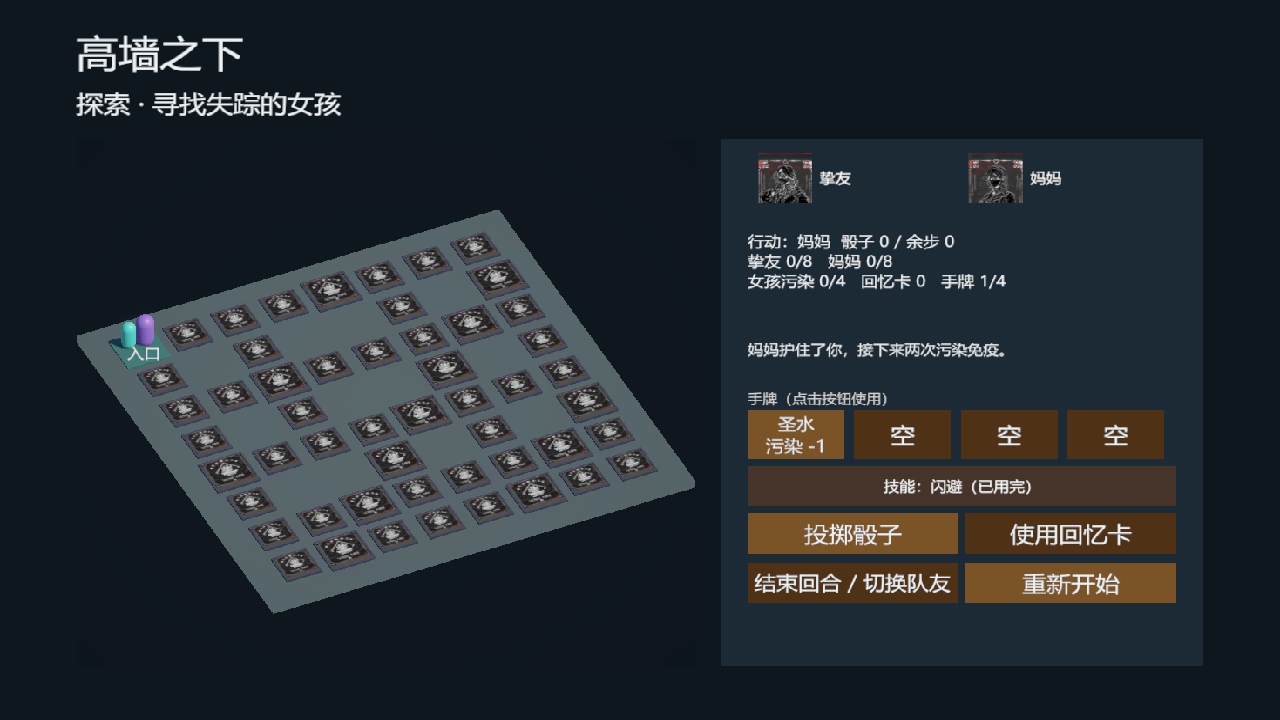 高墙之下
探索 · 寻找失踪的女孩
入口
挚友
妈妈
行动：妈妈  骰子 0 / 余步 0
挚友 0/8   妈妈 0/8
女孩污染 0/4   回忆卡 0   手牌 1/4
妈妈护住了你，接下来两次污染免疫。
手牌（点击按钮使用）
圣水
污染 -1
空
空
空
技能：闪避（已用完）
投掷骰子
使用回忆卡
结束回合 / 切换队友
重新开始